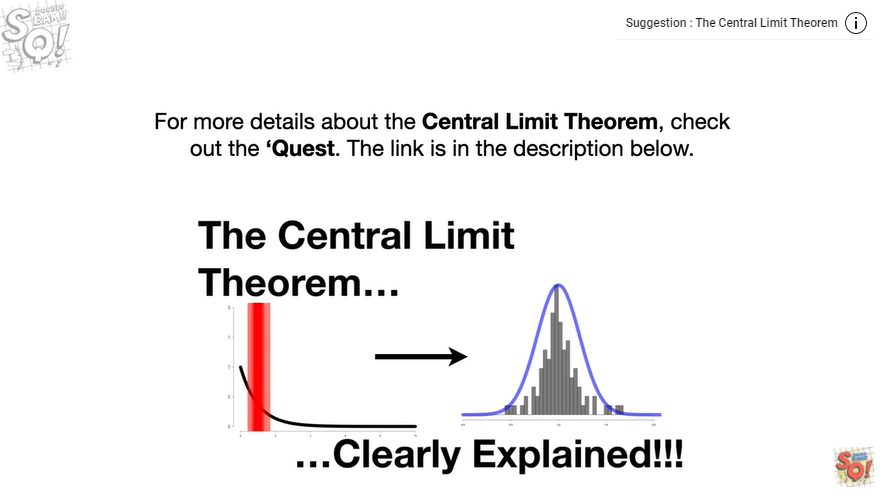 Suggestion : The Central Limit Theorem
For more details about the Central Limit Theorem, check
out the ‘Quest. The link is in the description below.
The Central Limit
Theorem…
…Clearly Explained!!!